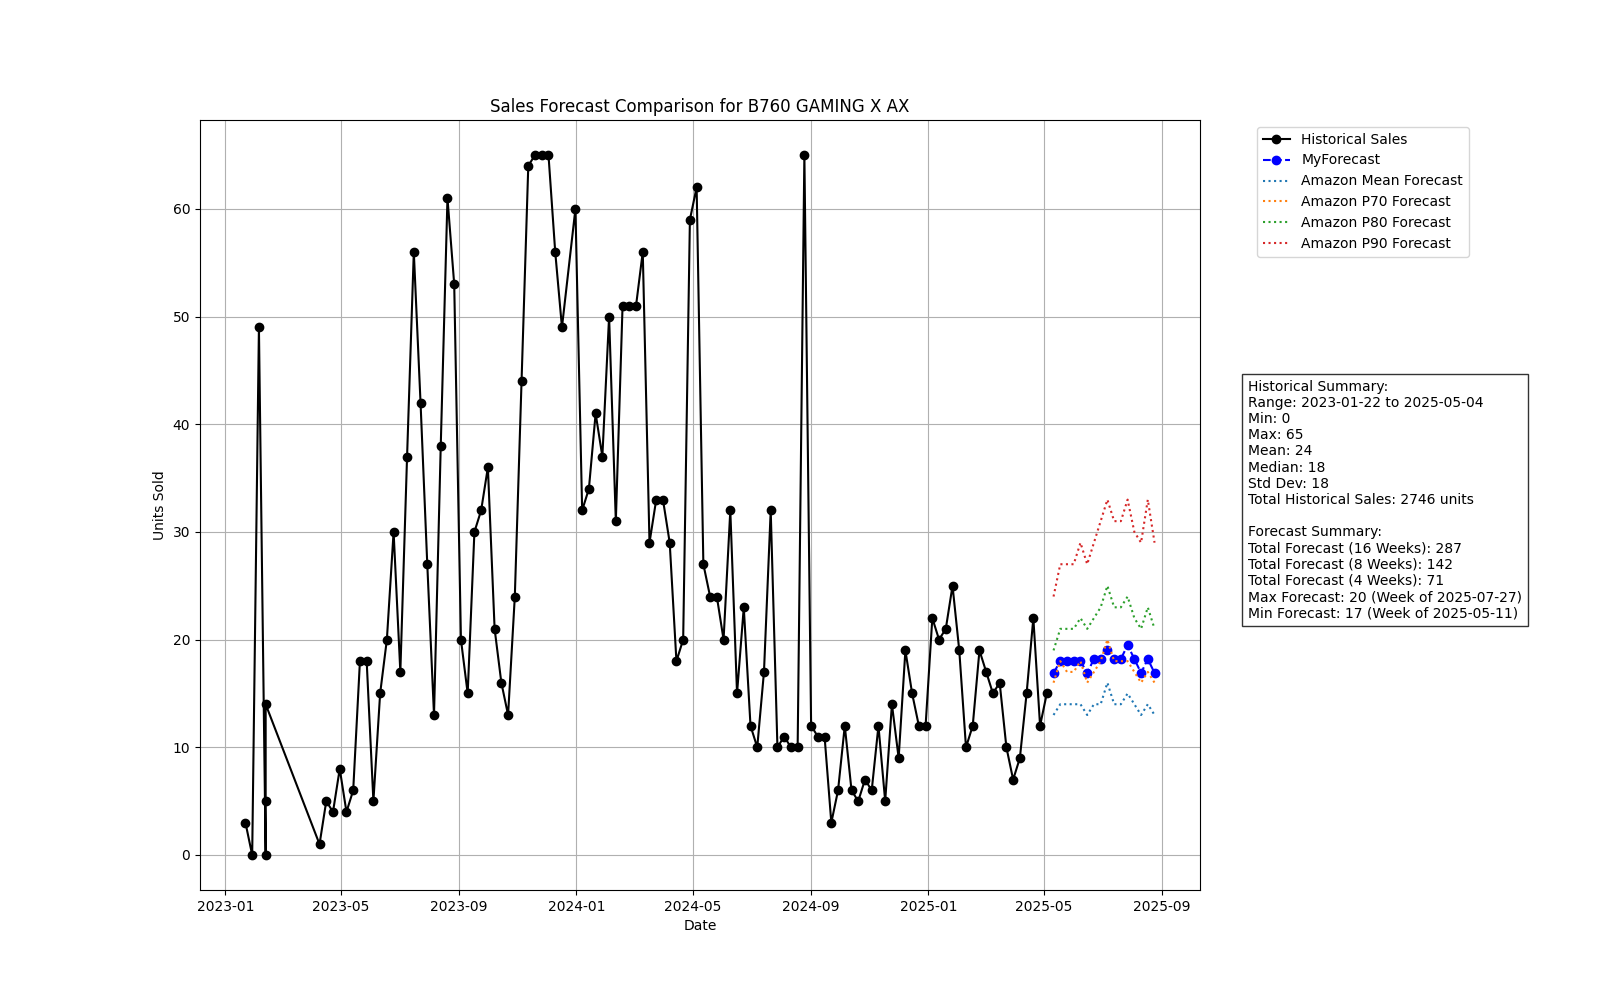 Sales Forecast Comparison for B760 GAMING X AX
Historical Sales
MyForecast
Amazon Mean Forecast
Amazon P70 Forecast
Amazon P80 Forecast
Amazon P90 Forecast
Units Sold
60
50
40
30
20
10
0
2023-01
2023-05
2023-09
2024-01
2024-05
2024-09
2025-01
2025-05
2025-09
Date
Historical Summary:
Range: 2023-01-22 to 2025-05-04
Min: 0
Max: 65
Mean: 24
Median: 18
Std Dev: 18
Total Historical Sales: 2746 units
Forecast Summary:
Total Forecast (16 Weeks): 287
Total Forecast (8 Weeks): 142
Total Forecast (4 Weeks): 71
Max Forecast: 20 (Week of 2025-07-27)
Min Forecast: 17 (Week of 2025-05-11)